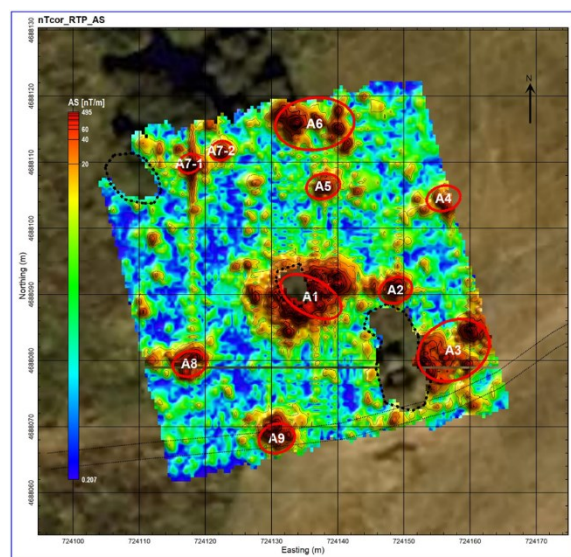 nTcor_RTP_AS
AS [nT/m]
495
60
40
20
0.207
N
A6
A7-2
A7-1
A5
A4
A1
A2
A3
A8
A9
4688130
4688120
4688110
4688100
4688090
4688080
4688070
4688060
Northing (m)
724100
724110
724120
724130
724140
724150
724160
724170
Easting (m)